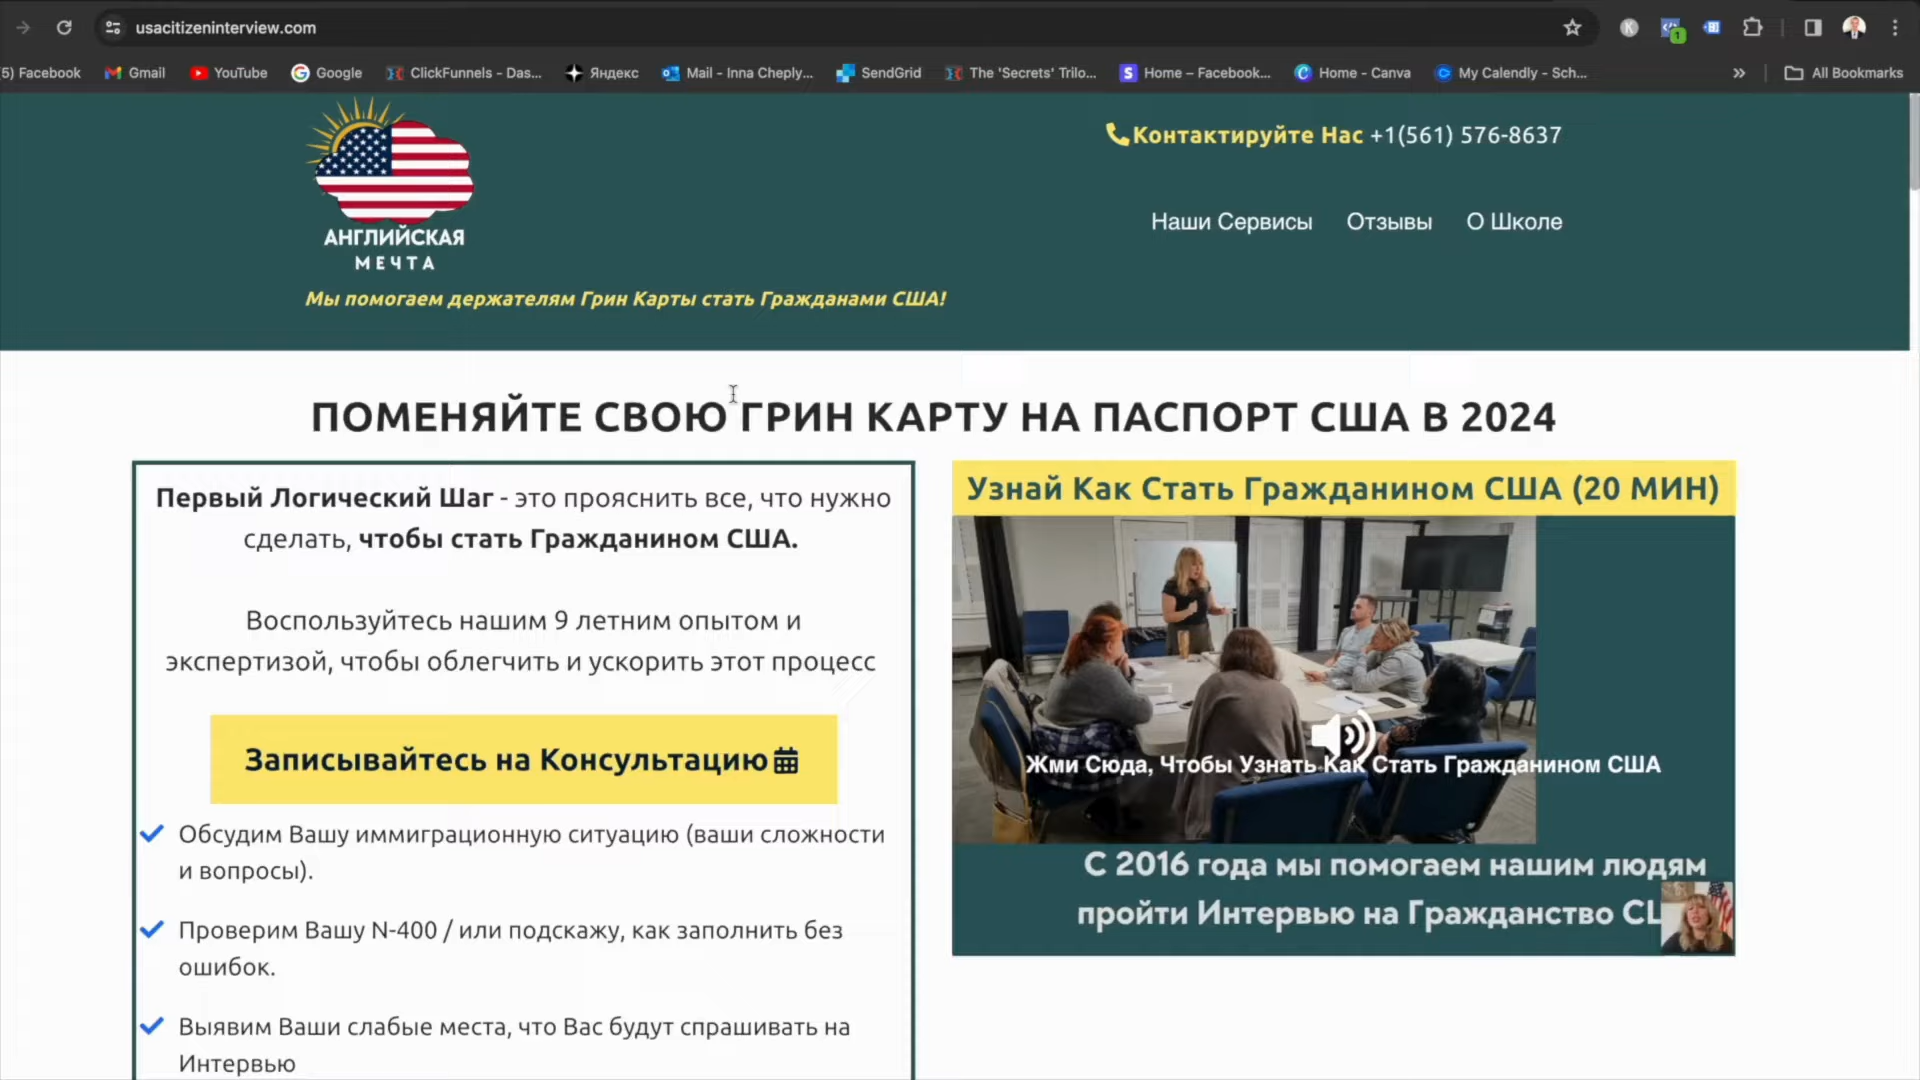 usacitizeninterview.com
5) Facebook
Gmail
YouTube
Google
ClickFunnels - Das...
Яндекс
Mail - Inna Cheply...
SendGrid
The 'Secrets' Trilo...
Home – Facebook...
Home - Canva
My Calendly - Sch...
»
All Bookmarks
АНГЛИЙСКАЯ
МЕЧТА
Контактируйте Нас +1(561) 576-8637
Наши Сервисы
Отзывы
О Школе
Мы помогаем держателям Грин Карты стать Гражданами США!
ПОМЕНЯЙТЕ СВОЮ ГРИН КАРТУ НА ПАСПОРТ США В 2024
Первый Логический Шаг - это прояснить все, что нужно
сделать, чтобы стать Гражданином США.
Воспользуйтесь нашим 9 летним опытом и
экспертизой, чтобы облегчить и ускорить этот процесс
Записывайтесь на Консультацию
Обсудим Вашу иммиграционную ситуацию (ваши сложности
и вопросы).
Проверим Вашу N-400 / или подскажу, как заполнить без
ошибок.
Выявим Ваши слабые места, что Вас будут спрашивать на
Интервью
Узнай Как Стать Гражданином США (20 МИН)
Жми Сюда, Чтобы Узнать Как Стать Гражданином США
С 2016 года мы помогаем нашим людям
пройти Интервью на Гражданство